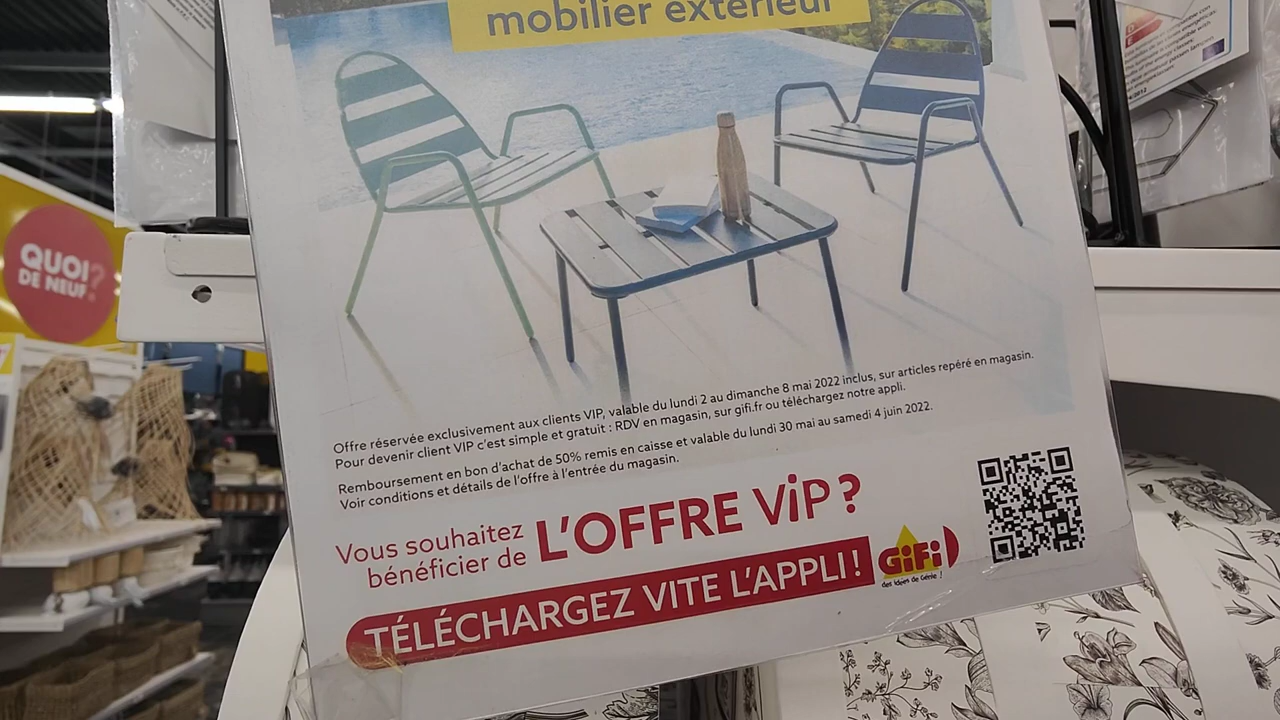 mobilier extérieur
QUOI?
DE NEUF.
Offre réservée exclusivement aux clients VIP, valable du lundi 2 au dimanche 8 mai 2022 inclus, sur articles repéré en magasin.
Pour devenir client VIP c'est simple et gratuit : RDV en magasin, sur gifi.fr ou téléchargez notre appli.
Remboursement en bon d'achat de 50% remis en caisse et valable du lundi 30 mai au samedi 4 juin 2022.
Voir conditions et détails de l'offre à l'entrée du magasin.
Vous souhaitez
bénéficier de L'OFFRE ViP ?
TÉLÉCHARGEZ VITE L'APPLI !
GiFi
des Idées de Génie !